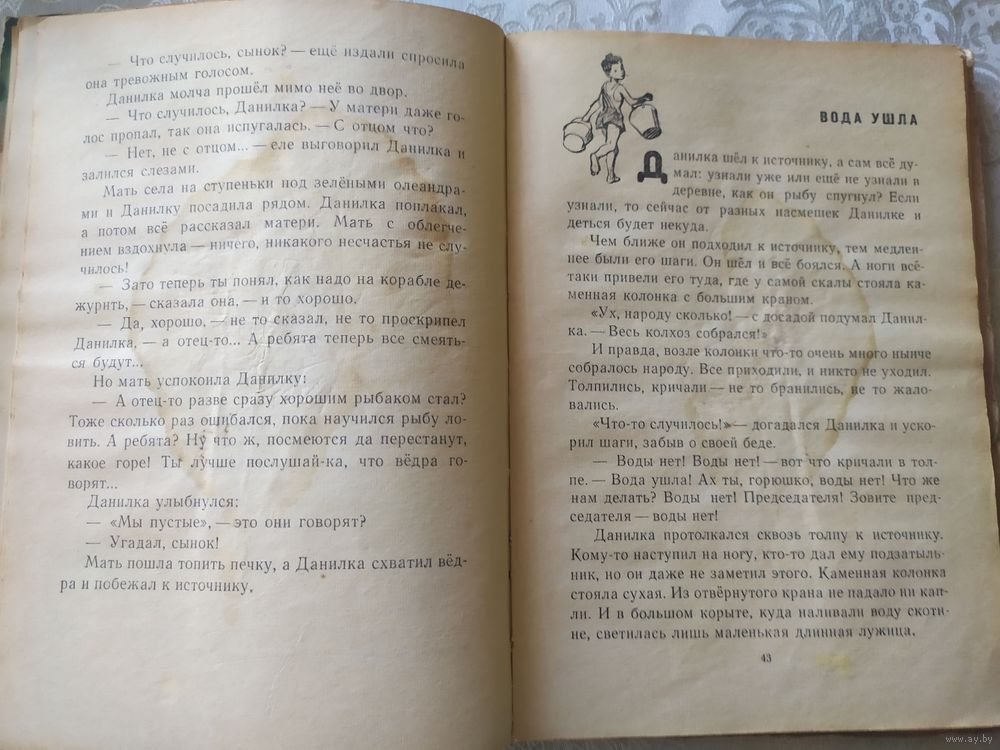 — Что случилось, сынок? — ещё издали спросила
она тревожным голосом.
Данилка молча прошёл мимо неё во двор.
— Что случилось, Данилка? — У матери даже го-
лос пропал, так она испугалась. — С отцом что?
— Нет, не с отцом... — еле выговорил Данилка и
залился слезами.
Мать села на ступеньки под зелёными олеандра-
ми и Данилку посадила рядом. Данилка поплакал,
а потом всё рассказал матери. Мать с облегче-
нием вздохнула — ничего, никакого несчастья не слу-
чилось!
— Зато теперь ты понял, как надо на корабле де-
журить, — сказала она, — и то хорошо.
— Да, хорошо, — не то сказал, не то проскрипел
Данилка, — а отец-то... А ребята теперь все смеять-
ся будут...
Но мать успокоила Данилку:
— А отец-то разве сразу хорошим рыбаком стал?
Тоже сколько раз ошибался, пока научился рыбу ло-
вить. А ребята? Ну что ж, посмеются да перестанут,
какое горе! Ты лучше послушай-ка, что вёдра го-
ворят...
Данилка улыбнулся:
— «Мы пустые», — это они говорят?
— Угадал, сынок!
Мать пошла топить печку, а Данилка схватил вёд-
ра и побежал к источнику.
ВОДА УШЛА
Данилка шёл к источнику, а сам всё ду-
мал: узнали уже или ещё не узнали в
деревне, как он рыбу спугнул? Если
узнали, то сейчас от разных насмешек Данилке и
деться будет некуда.
Чем ближе он подходил к источнику, тем медлен-
нее были его шаги. Он шёл и всё боялся. А ноги всё-
таки привели его туда, где у самой скалы стояла ка-
менная колонка с большим краном.
«Ух, народу сколько! — с досадой подумал Данил-
ка. — Весь колхоз собрался!»
И правда, возле колонки что-то очень много нынче
собралось народу. Все приходили, и никто не уходил.
Толпились, кричали — не то бранились, не то жало-
вались.
«Что-то случилось!» — догадался Данилка и уско-
рил шаги, забыв о своей беде.
— Воды нет! Воды нет! — вот что кричали в тол-
пе. — Вода ушла! Ах ты, горюшко, воды нет! Что же
нам делать? Воды нет! Председателя! Зовите пред-
седателя — воды нет!
Данилка протолкался сквозь толпу к источнику.
Кому-то наступил на ногу, кто-то дал ему подзатыль-
ник, но он даже не заметил этого. Каменная колонка
стояла сухая. Из отвёрнутого крана не падало ни кап-
ли. И в большом корыте, куда наливали воду скоти-
не, светилась лишь маленькая длинная лужица.
43
www.ay.by